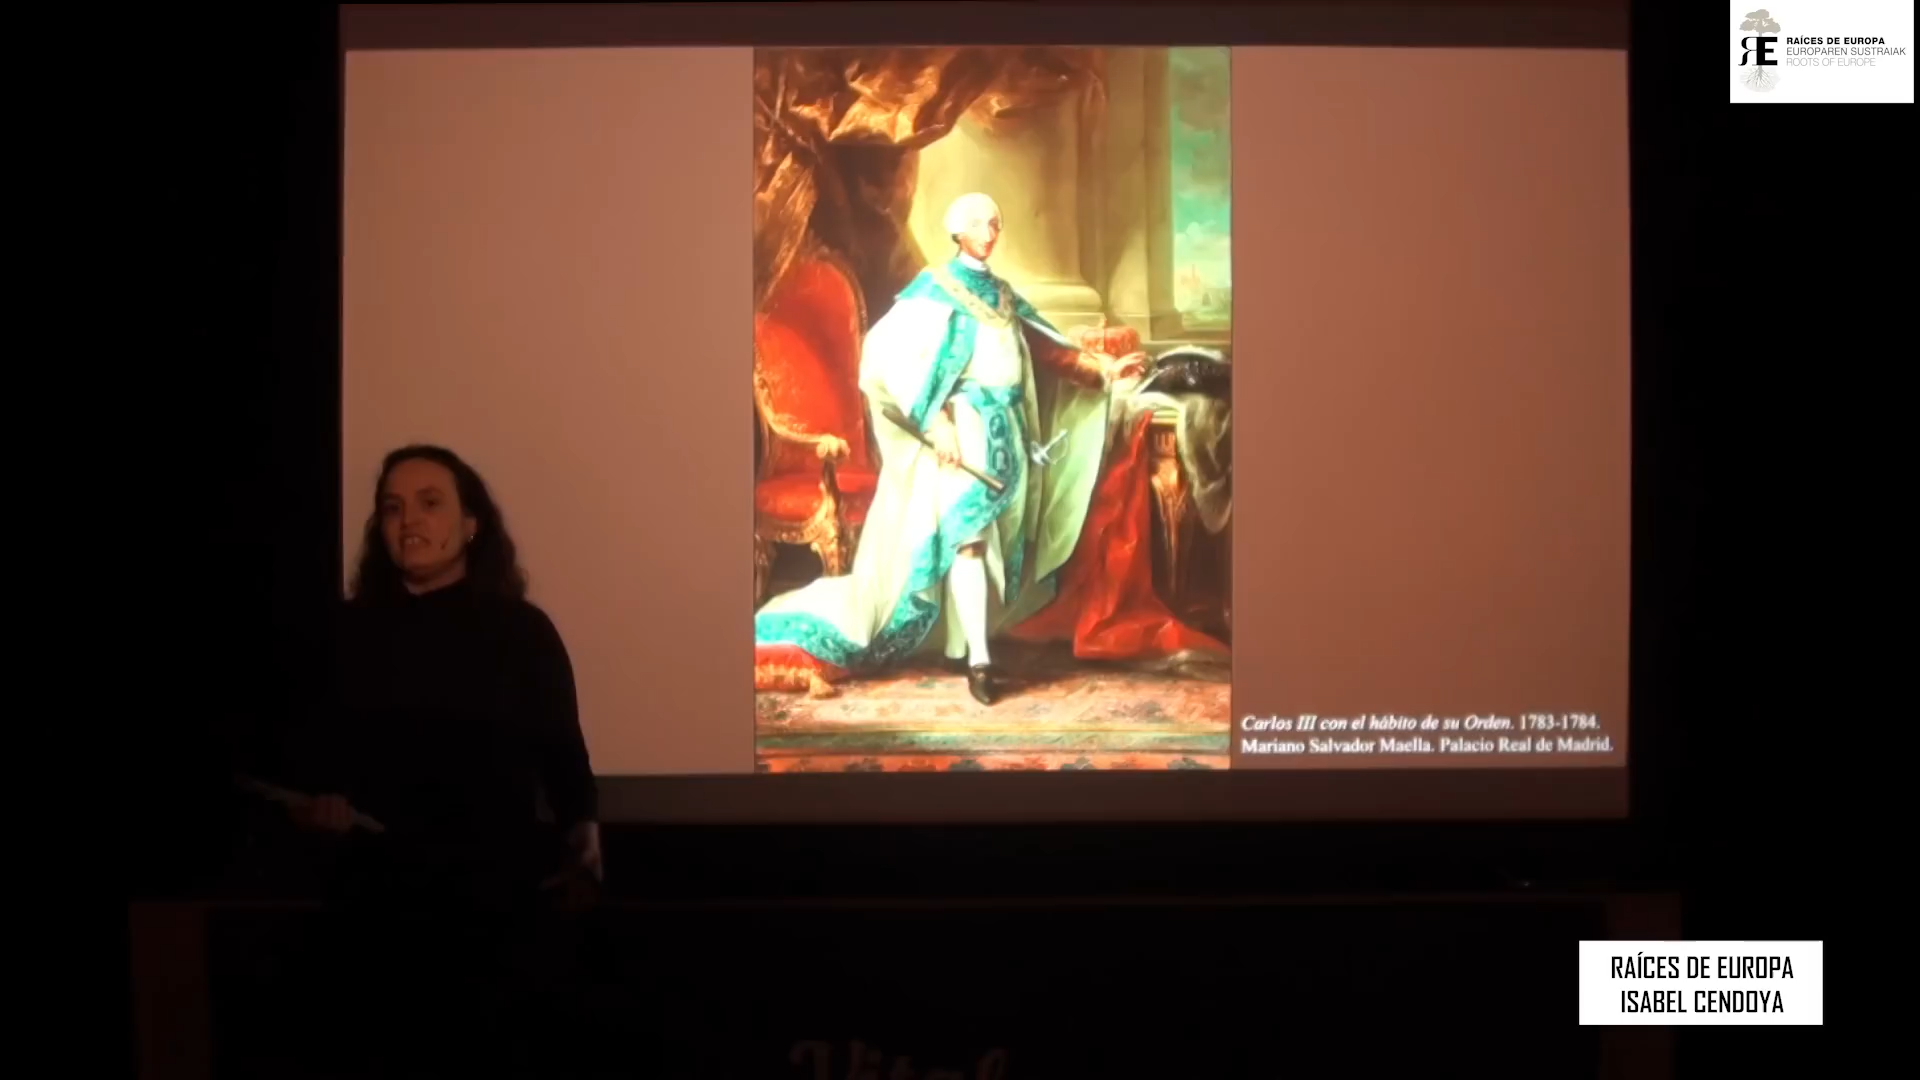 RE
RAÍCES DE EUROPA
EUROPAREN SUSTRAIAK
ROOTS OF EUROPE
Carlos III con el hábito de su Orden. 1783-1784.
Mariano Salvador Maella. Palacio Real de Madrid.
RAÍCES DE EUROPA
ISABEL CENDOYA